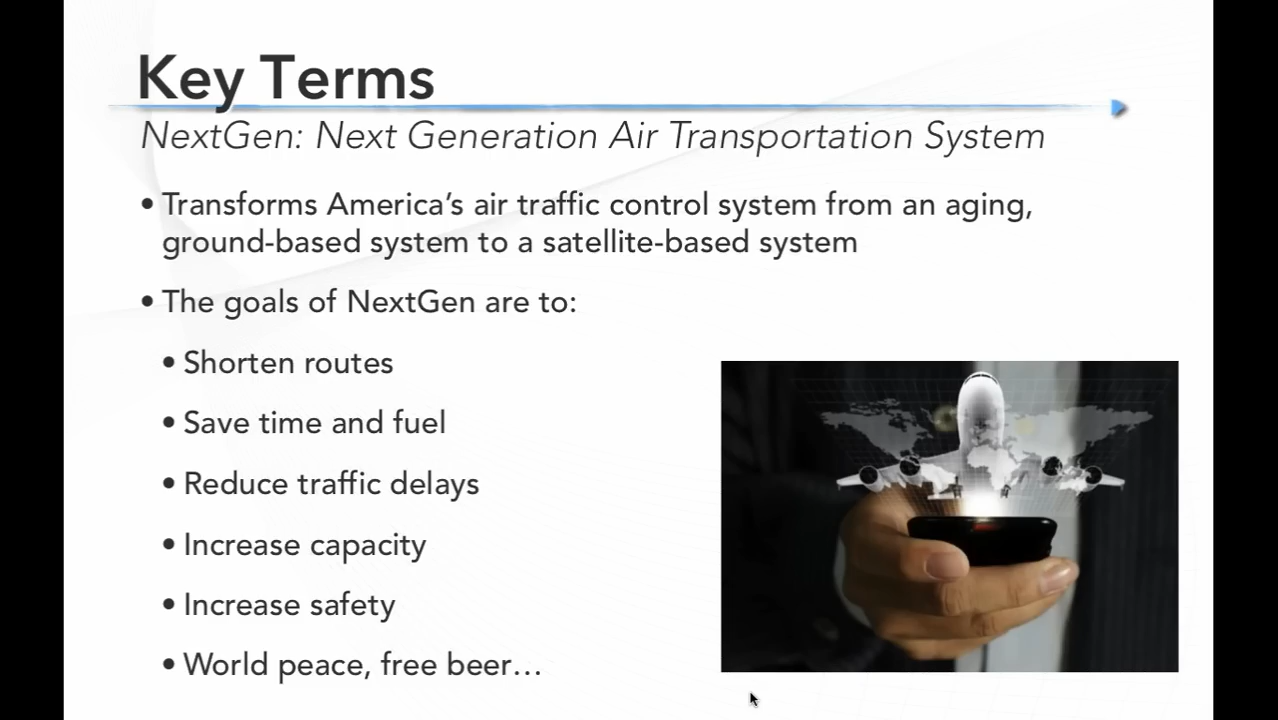 Key Terms
NextGen: Next Generation Air Transportation System
• Transforms America’s air traffic control system from an aging,
ground-based system to a satellite-based system
• The goals of NextGen are to:
• Shorten routes
• Save time and fuel
• Reduce traffic delays
• Increase capacity
• Increase safety
• World peace, free beer…